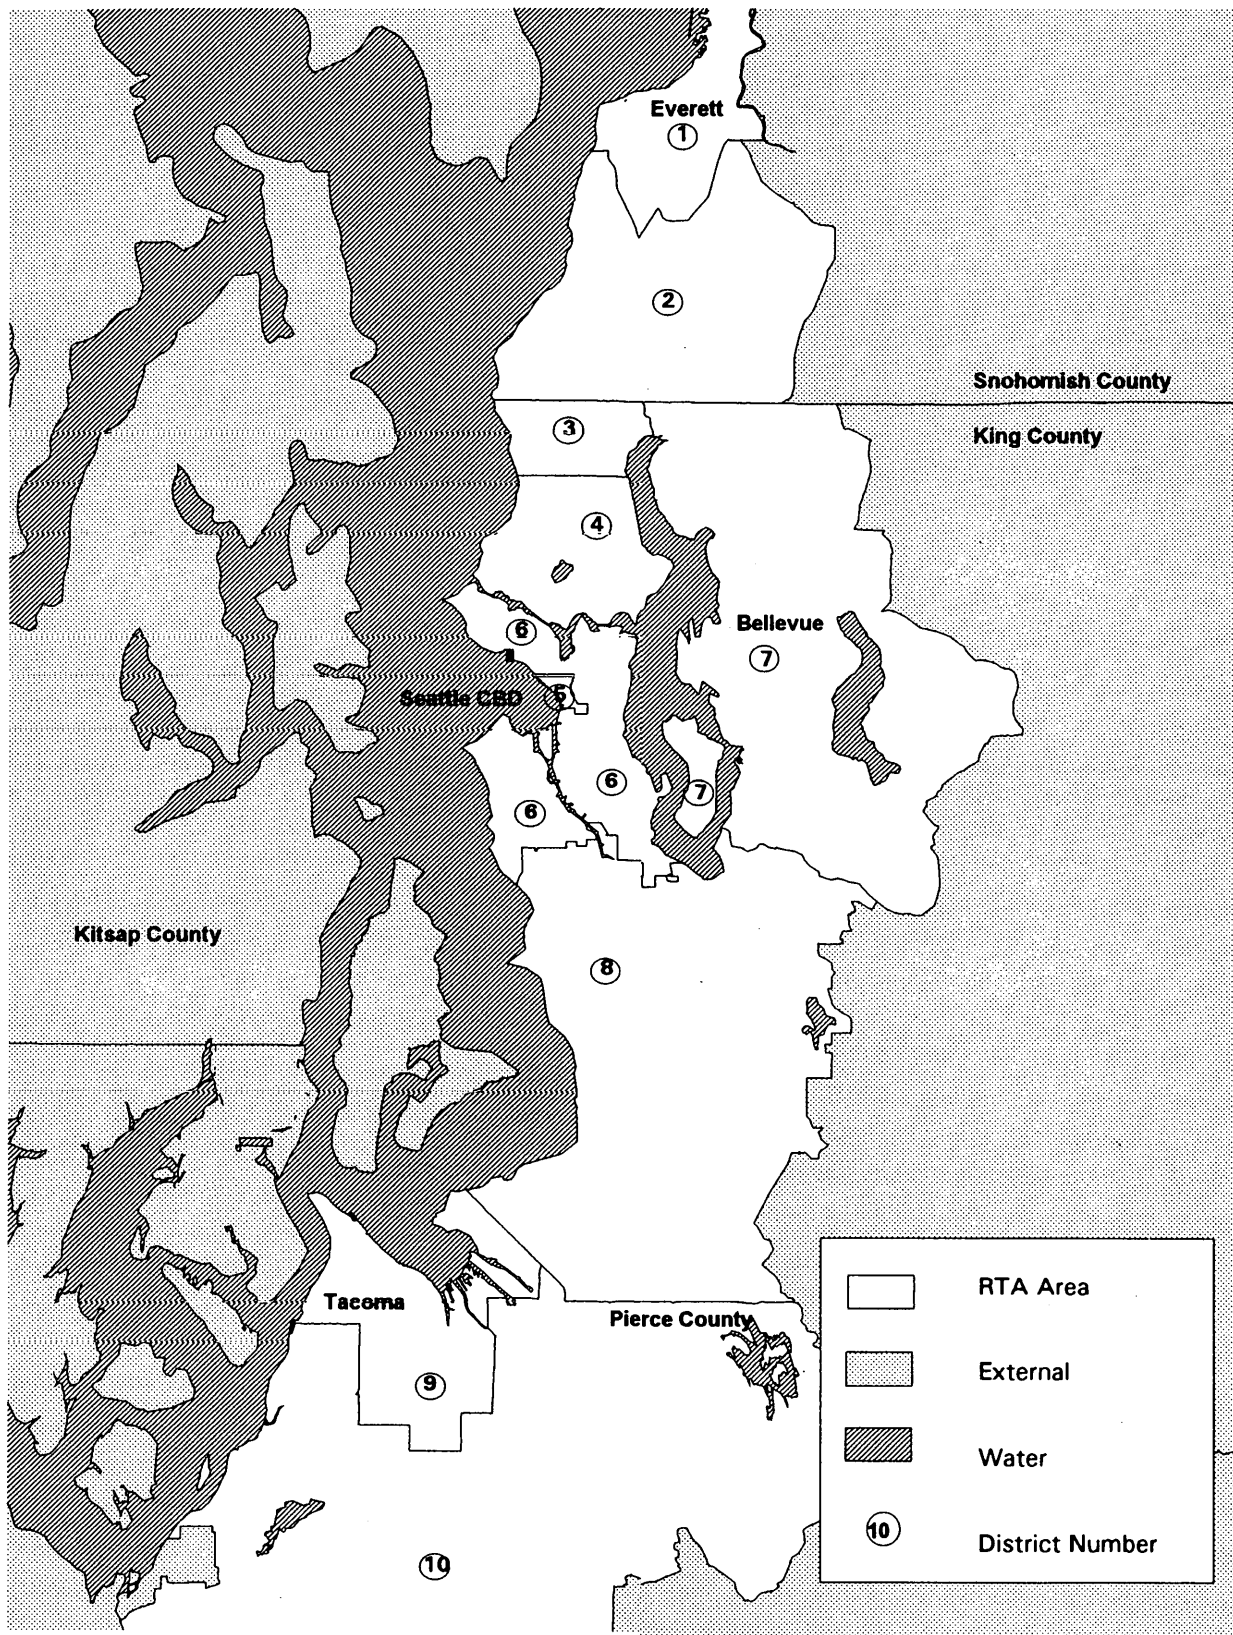 Everett
1
2
Snohomish County
King County
3
4
6
Bellevue
7
Seattle CBD
5
6
7
6
Kitsap County
8
Tacoma
Pierce County
9
10
RTA Area
External
Water
10
District Number